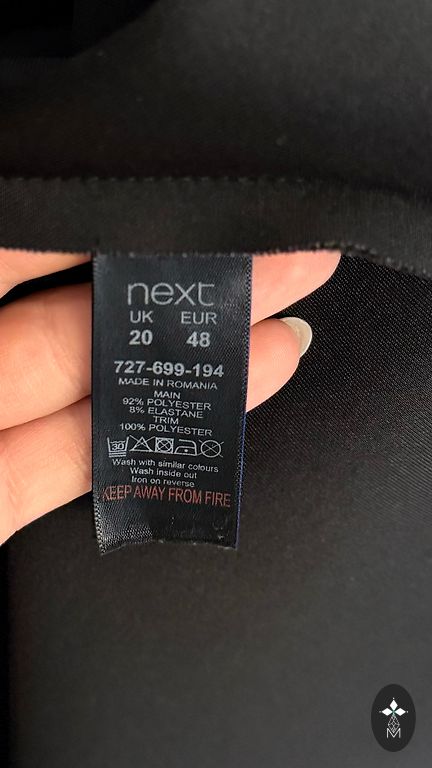 next
UK EUR
20 48
727-699-194
MADE IN ROMANIA
MAIN
92% POLYESTER
8% ELASTANE
TRIM
100% POLYESTER
30
Wash with similar colours
Wash inside out
Iron on reverse
KEEP AWAY FROM FIRE
M